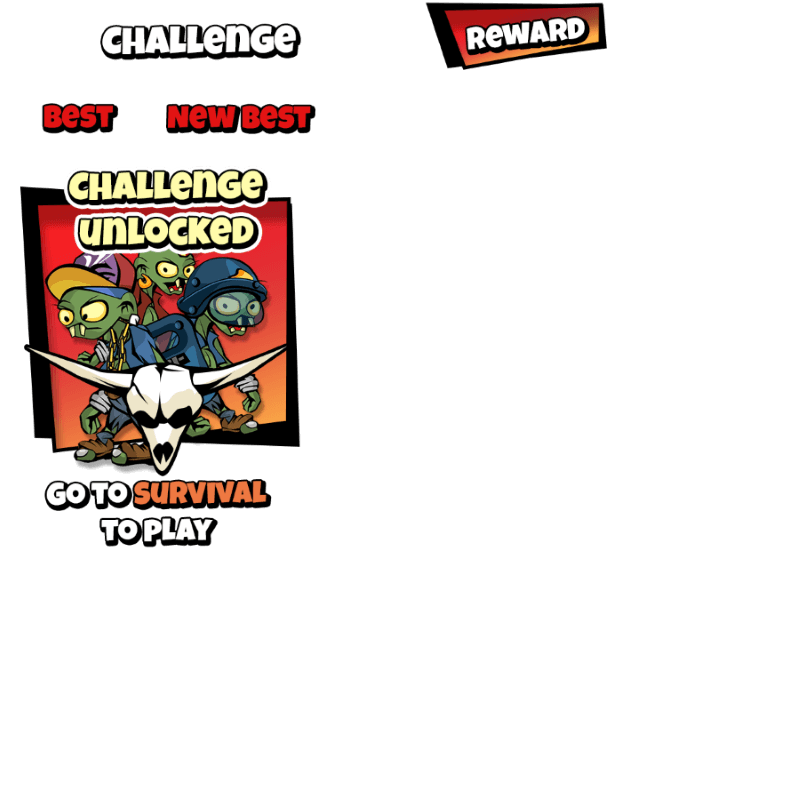 CHALLENGE
REWARD
BEST
NEW BEST
CHALLENGE
UNLOCKED
GO TO SURVIVAL
TO PLAY